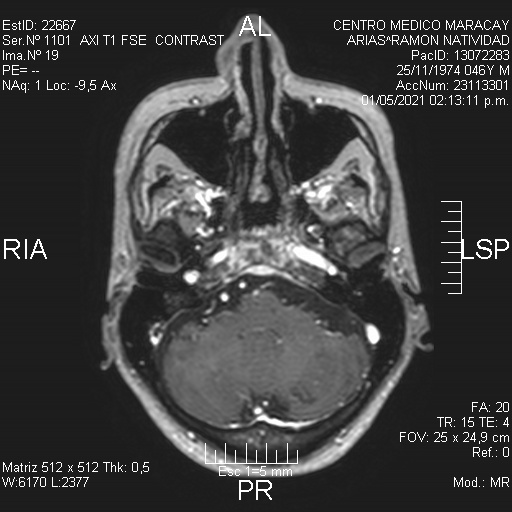 EstID: 22667
Ser.Nº 1101 AXI T1 FSE CONTRAST
Ima.Nº 19
PE= --
NAq: 1 Loc: -9,5 Ax
AL
CENTRO MEDICO MARACAY
ARIAS^RAMON NATIVIDAD
PacID: 13072283
25/11/1974 046Y M
AccNum: 23113301
01/05/2021 02:13:11 p.m.
RIA
LSP
FA: 20
TR: 15 TE: 4
FOV: 25 x 24,9 cm
Ref.: 0
Matriz 512 x 512 Thk: 0,5
W:6170 L:2377
Esc 1=5 mm
PR
Mod.: MR